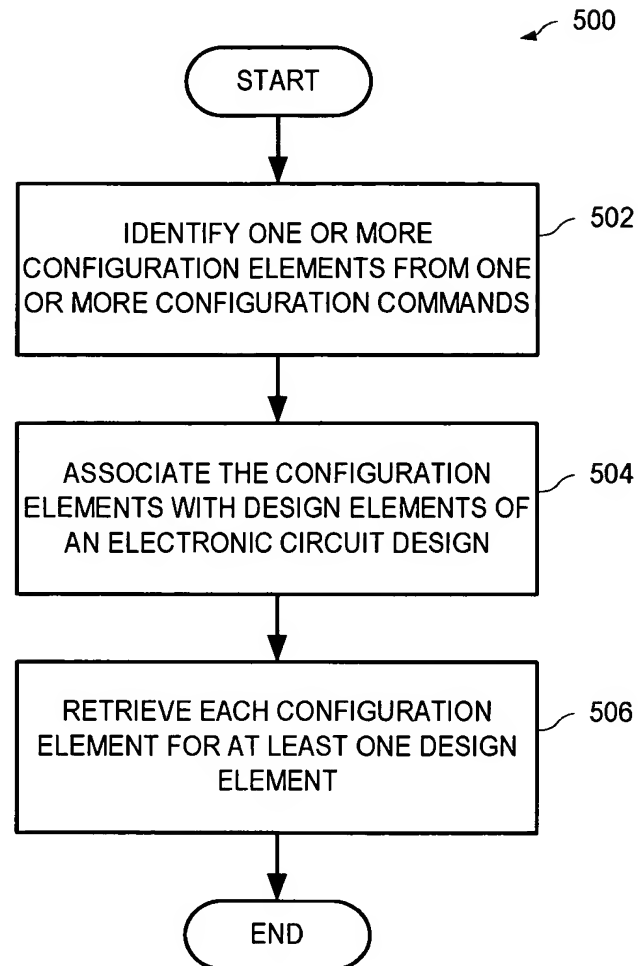 500
START
IDENTIFY ONE OR MORE
CONFIGURATION ELEMENTS FROM ONE
OR MORE CONFIGURATION COMMANDS
502
ASSOCIATE THE CONFIGURATION
ELEMENTS WITH DESIGN ELEMENTS OF
AN ELECTRONIC CIRCUIT DESIGN
504
RETRIEVE EACH CONFIGURATION
ELEMENT FOR AT LEAST ONE DESIGN
ELEMENT
506
END